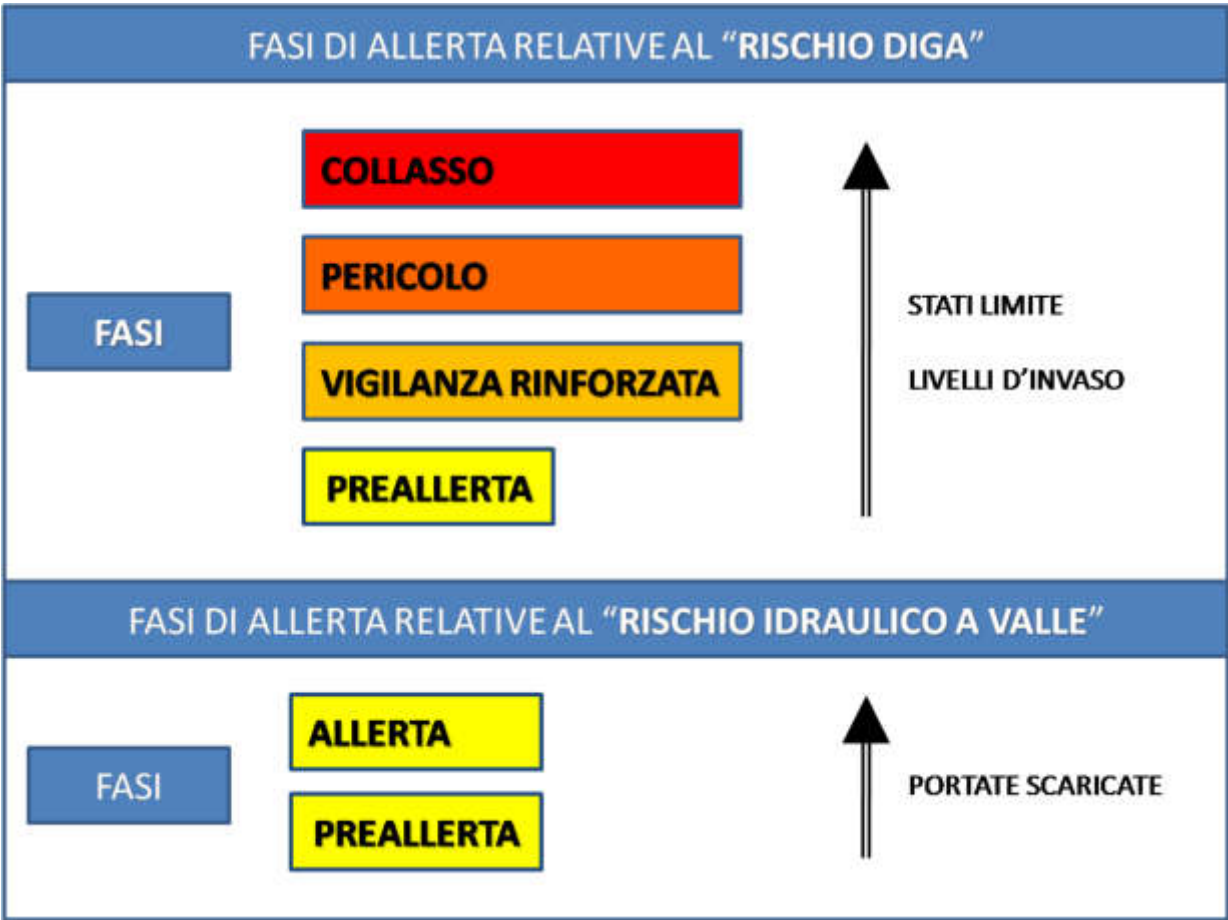 FASI DI ALLERTA RELATIVE AL “RISCHIO DIGA”
COLLASSO
PERICOLO
FASI
STATI LIMITE
VIGILANZA RINFORZATA
LIVELLI D’INVASO
PREALLERTA
FASI DI ALLERTA RELATIVE AL “RISCHIO IDRAULICO A VALLE”
ALLERTA
FASI
PORTATE SCARICATE
PREALLERTA